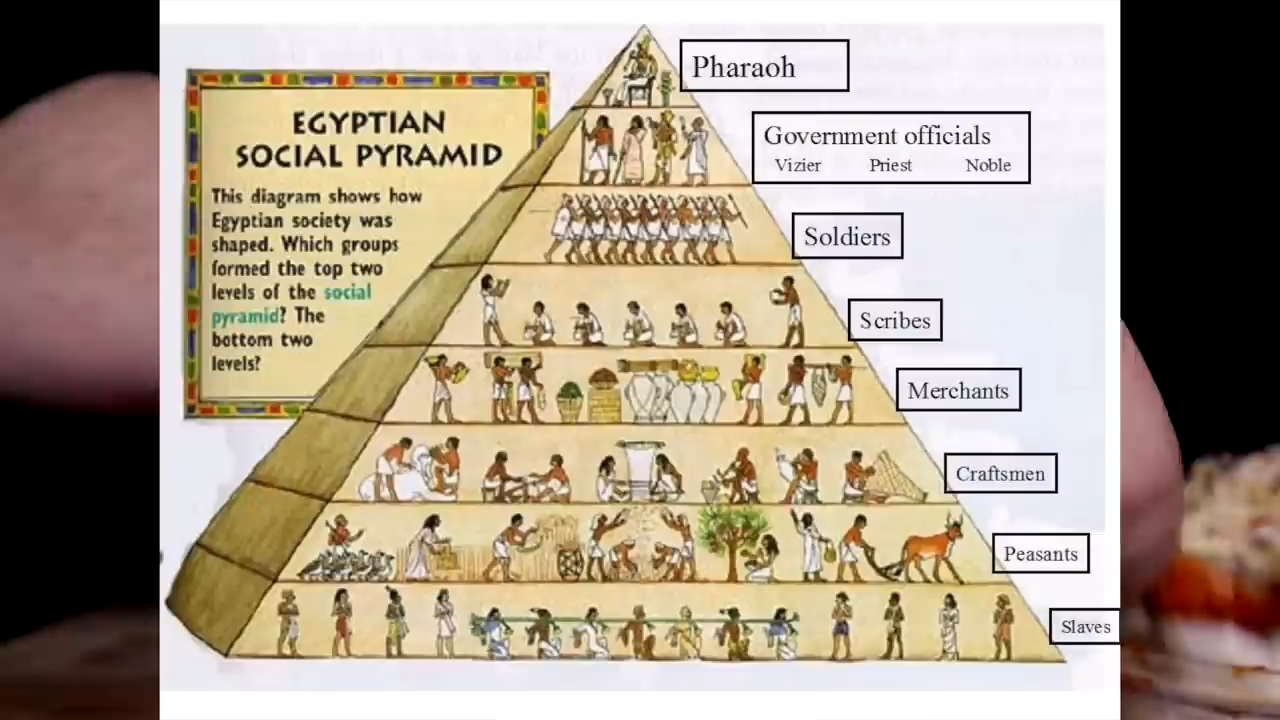 EGYPTIAN
SOCIAL PYRAMID
This diagram shows how
Egyptian society was
shaped. Which groups
formed the top two
levels of the social
pyramid? The
bottom two
levels?
Pharaoh
Government officials
Vizier Priest Noble
Soldiers
Scribes
Merchants
Craftsmen
Peasants
Slaves